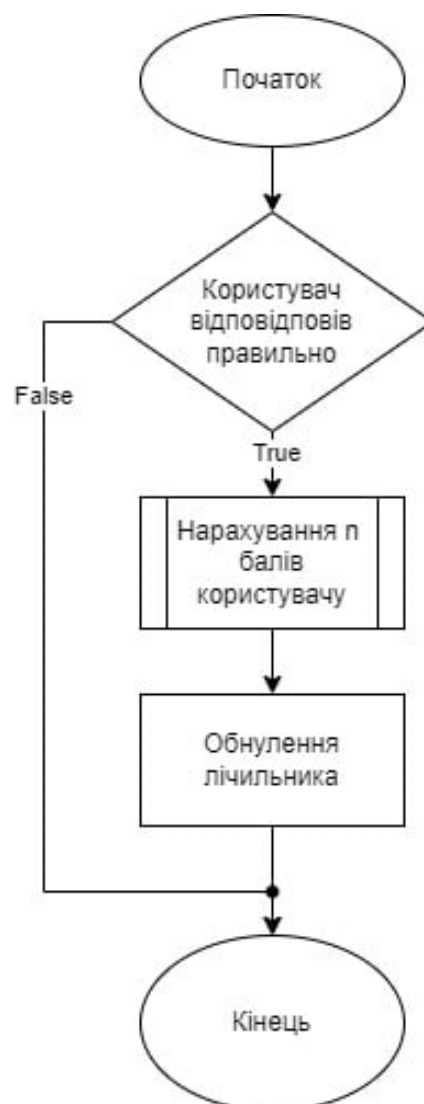 Початок
Користувач
відповідповів
правильно
False
True
Нарахування n
балів
користувачу
Обнулення
лічильника
Кінець